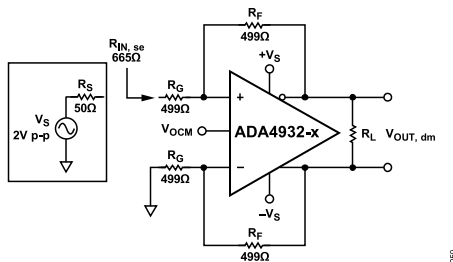 RF
499Ω
RIN, se
665Ω
+VS
RS
50Ω
RG
499Ω
VS
2V p-p
+
VOCM
ADA4932-x
RL
VOUT, dm
RG
499Ω
−
−VS
RF
499Ω